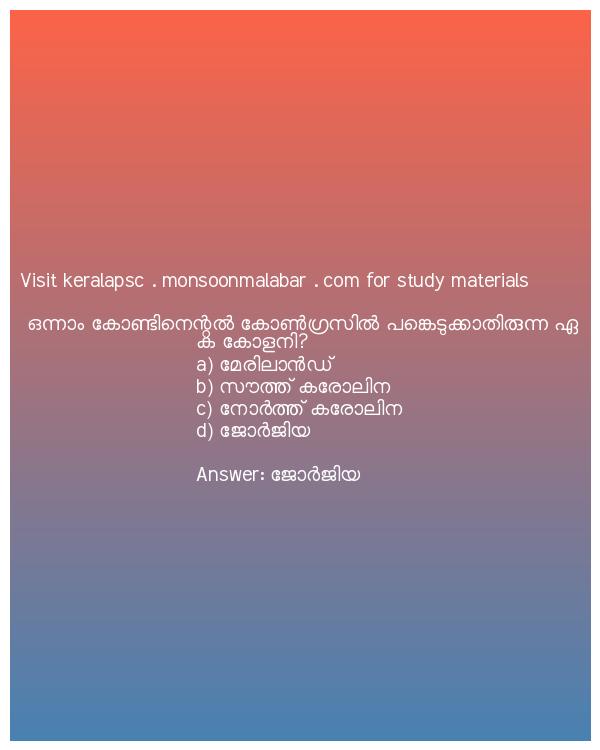 Visit keralapsc . monsoonmalabar . com for study materials
ഒന്നാം കോണ്ടിനെന്റൽ കോൺഗ്രസിൽ പങ്കെടുക്കാതിരുന്ന ഏ
ക കോളനി?
a) മേരിലാൻഡ്
b) സൗത്ത് കരോലിന
c) നോർത്ത് കരോലിന
d) ജോർജിയ
Answer: ജോർജിയ